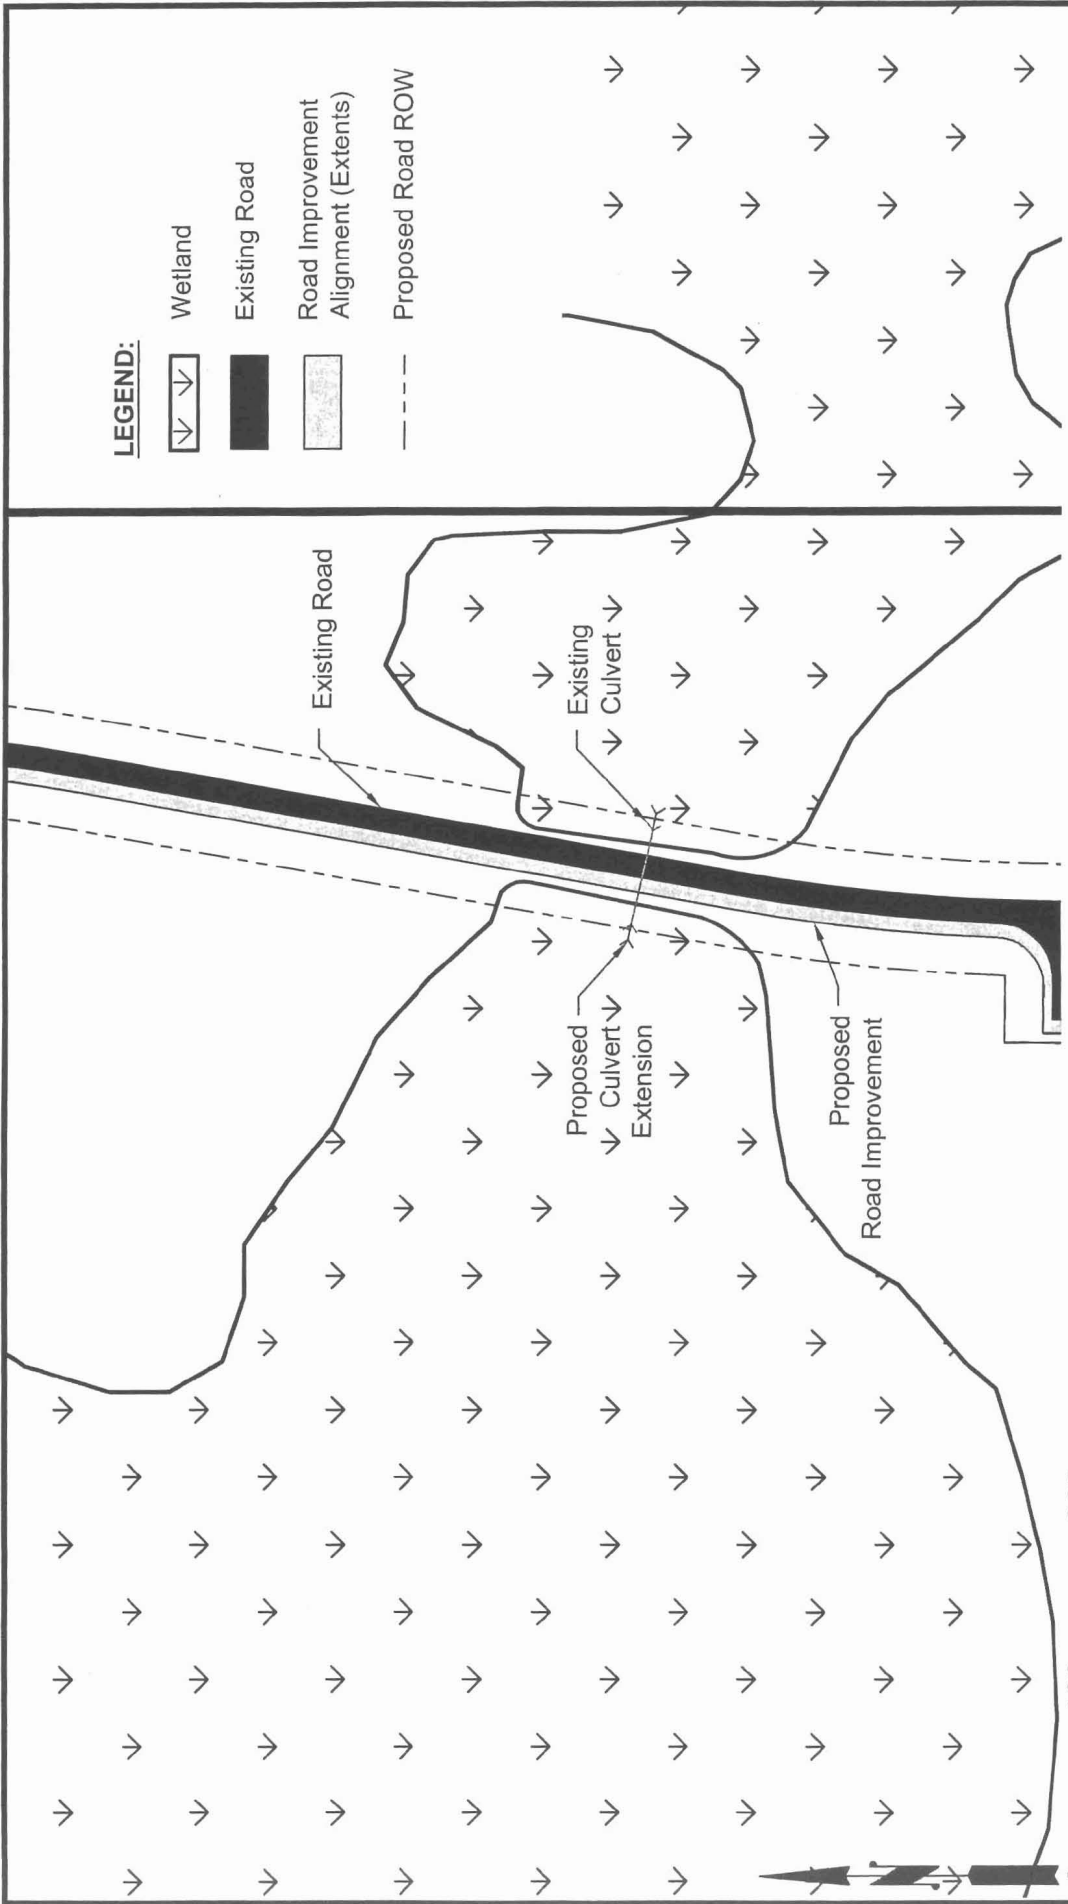 LEGEND:
Wetland
Existing Road
Road Improvement
Alignment (Extents)
Proposed Road ROW
Existing Road
Existing
Culvert
Proposed
Culvert
Extension
Proposed
Road Improvement